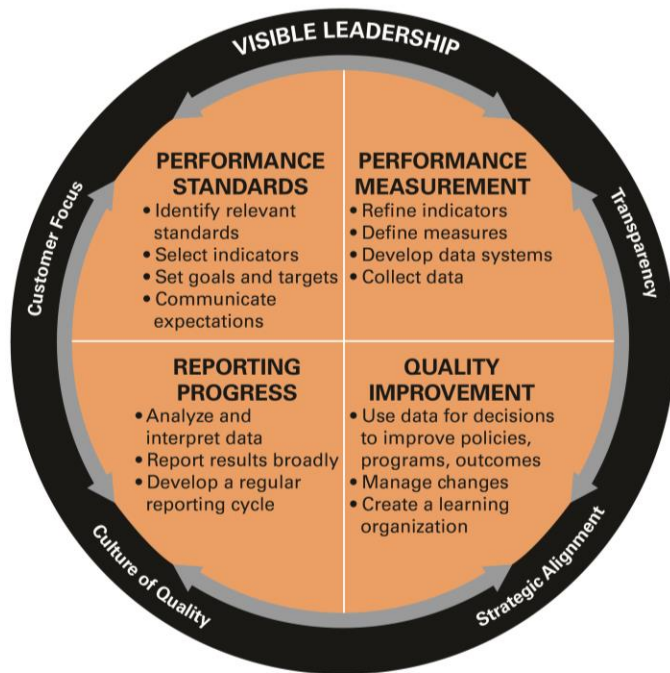 VISIBLE LEADERSHIP
Customer Focus
Transparency
PERFORMANCE
STANDARDS
• Identify relevant
standards
• Select indicators
• Set goals and targets
• Communicate
expectations
PERFORMANCE
MEASUREMENT
• Refine indicators
• Define measures
• Develop data systems
• Collect data
REPORTING
PROGRESS
• Analyze and
interpret data
• Report results broadly
• Develop a regular
reporting cycle
QUALITY
IMPROVEMENT
• Use data for decisions
to improve policies,
programs, outcomes
• Manage changes
• Create a learning
organization
Culture of Quality
Strategic Alignment